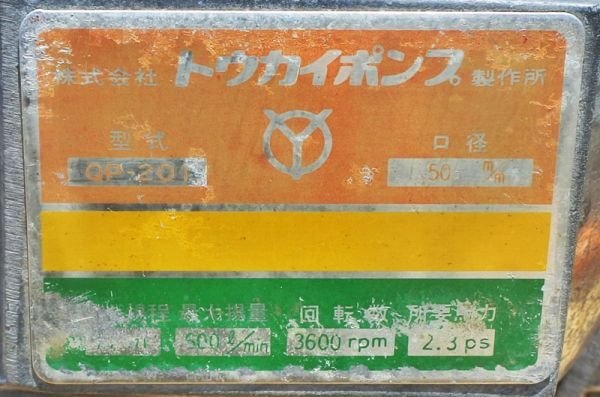 株式会社 トウカイポンプ 製作所
型式 口径
QP-301 50 m/m
揚程 最大揚量 回転数 所要馬力
500 ℓ/min 3600 rpm 2.3 ps